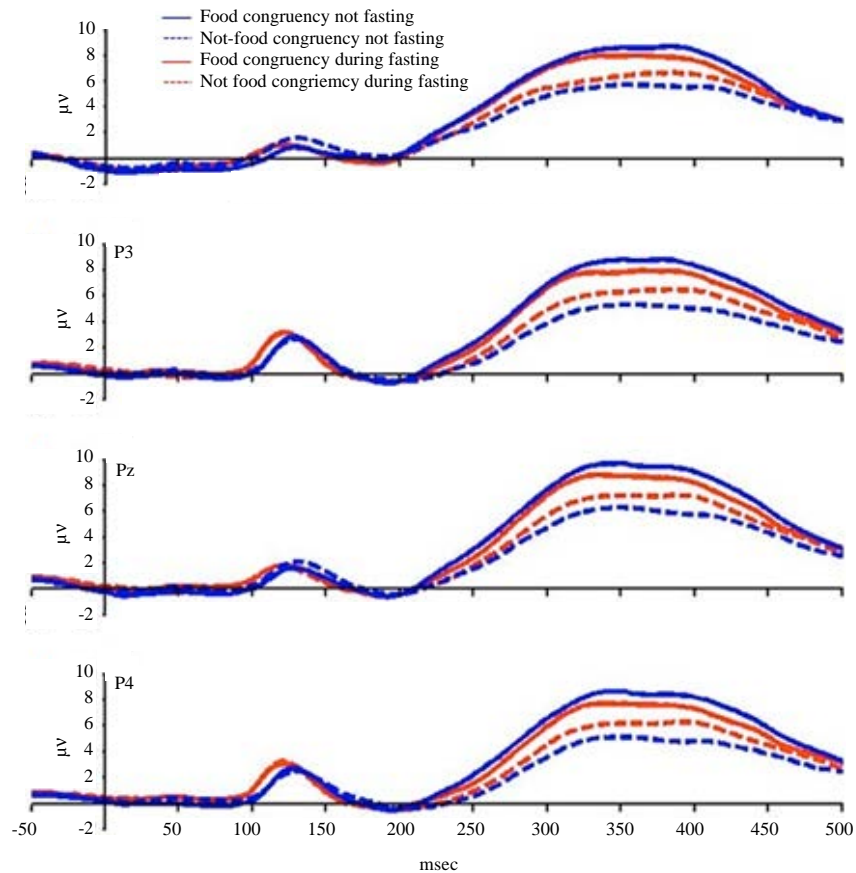 Food congruency not fasting
Not-food congruency not fasting
Food congruency during fasting
Not food congriemcy during fasting
10
8
6
4
2
-2
μv
P3
10
8
6
4
2
-2
μv
Pz
10
8
6
4
2
-2
μv
P4
10
8
6
4
2
-2
μv
-50 50 100 150 200 250 300 350 400 450 500
msec